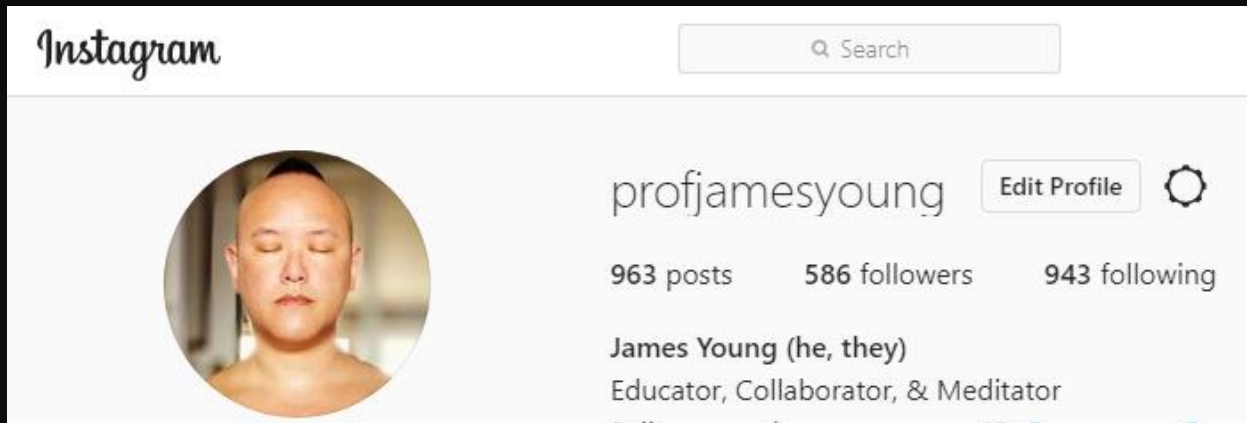 Instagram
Search
profjamesyoung Edit Profile
963 posts 586 followers 943 following
James Young (he, they)
Educator, Collaborator, & Meditator